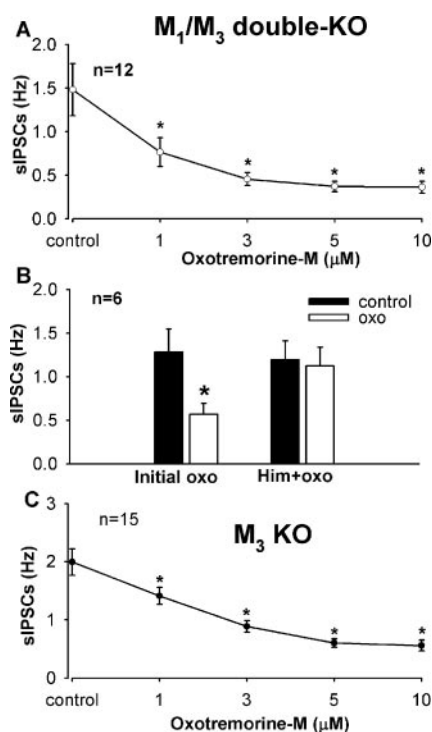 A
M1/M3 double-KO
2.0
1.5
1.0
0.5
0.0
sIPSCs (Hz)
n=12
*
*
*
*
control
1
3
5
10
Oxotremorine-M (μM)
B
2.0
1.5
1.0
0.5
0.0
sIPSCs (Hz)
n=6
control
oxo
*
Initial oxo
Him+oxo
C
3
2
1
0
sIPSCs (Hz)
n=15
M3 KO
*
*
*
*
control
1
3
5
10
Oxotremorine-M (μM)